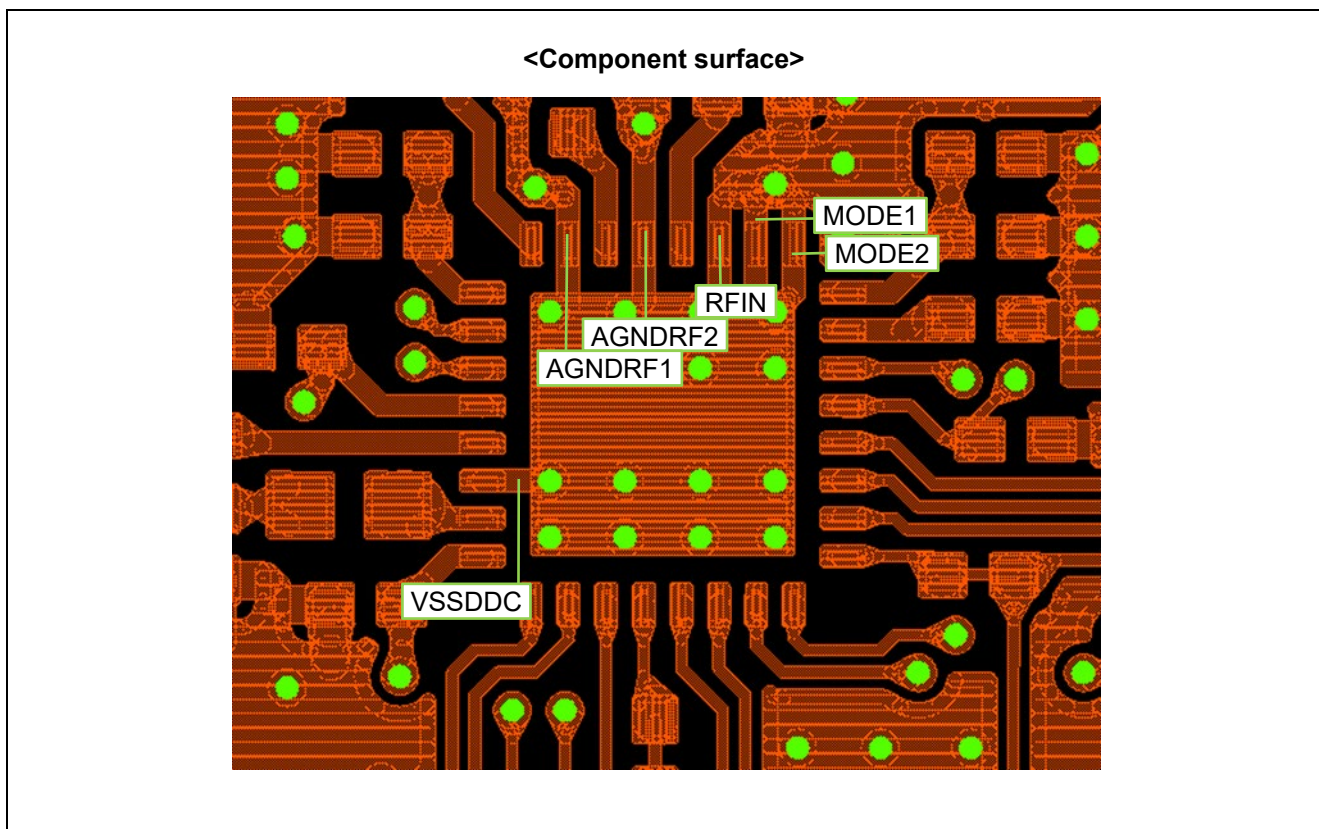 <Component surface>
MODE1
MODE2
RFIN
AGNDRF2
AGNDRF1
VSSDDC